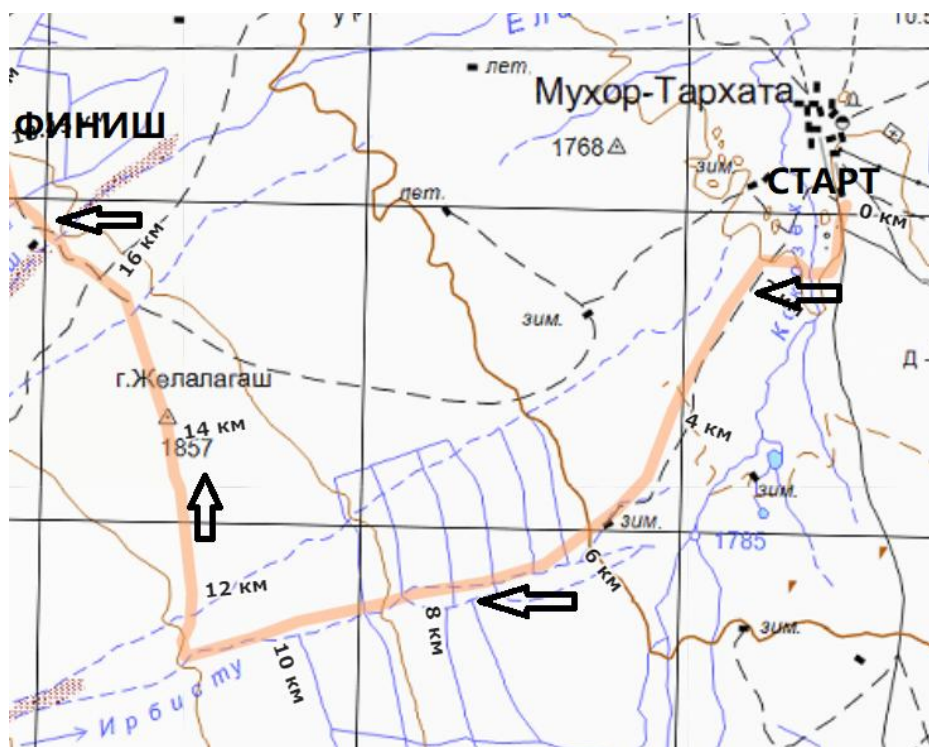 лет.
Мухор-Тархата
ФИНИШ
1768
зим.
СТАРТ
лет.
0 км
16 км
зим.
Д -
г.Желалагаш
14 км
1857
4 км
зим.
зим.
1785
6 км
12 км
8 км
зим.
10 км
Ирбисту